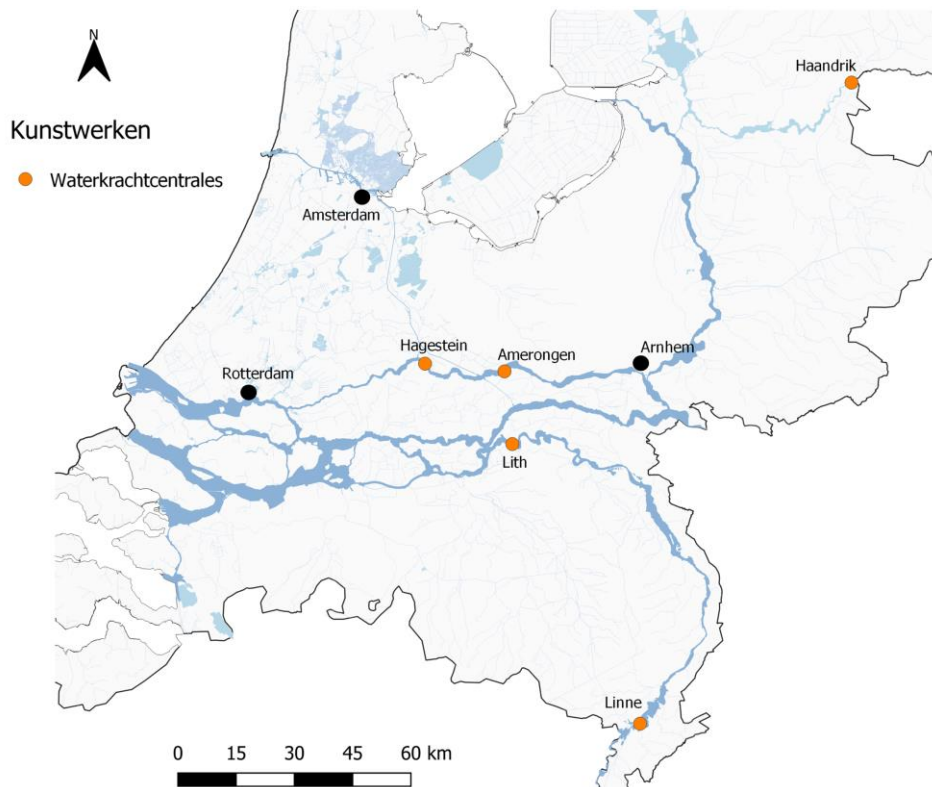 N
Haandrik
Kunstwerken
Waterkrachtcentrales
Amsterdam
Hagestein
Amerongen
Arnhem
Rotterdam
Lith
Linne
0 15 30 45 60 km